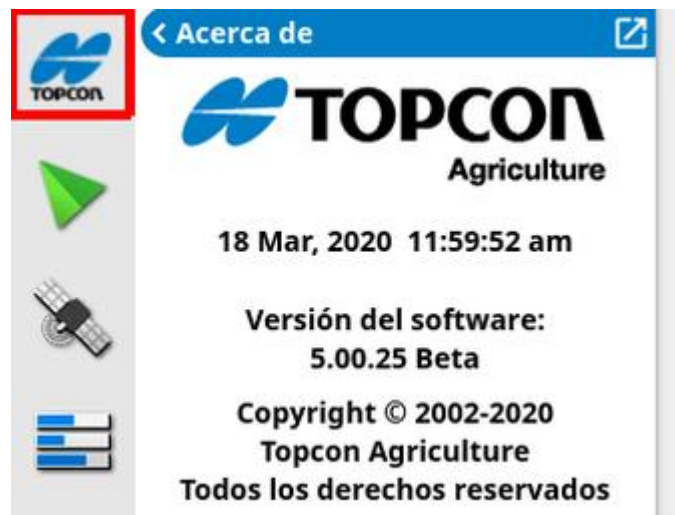 TOPCON
Acerca de
TOPCON
Agriculture
18 Mar, 2020 11:59:52 am
Versión del software:
5.00.25 Beta
Copyright © 2002-2020
Topcon Agriculture
Todos los derechos reservados